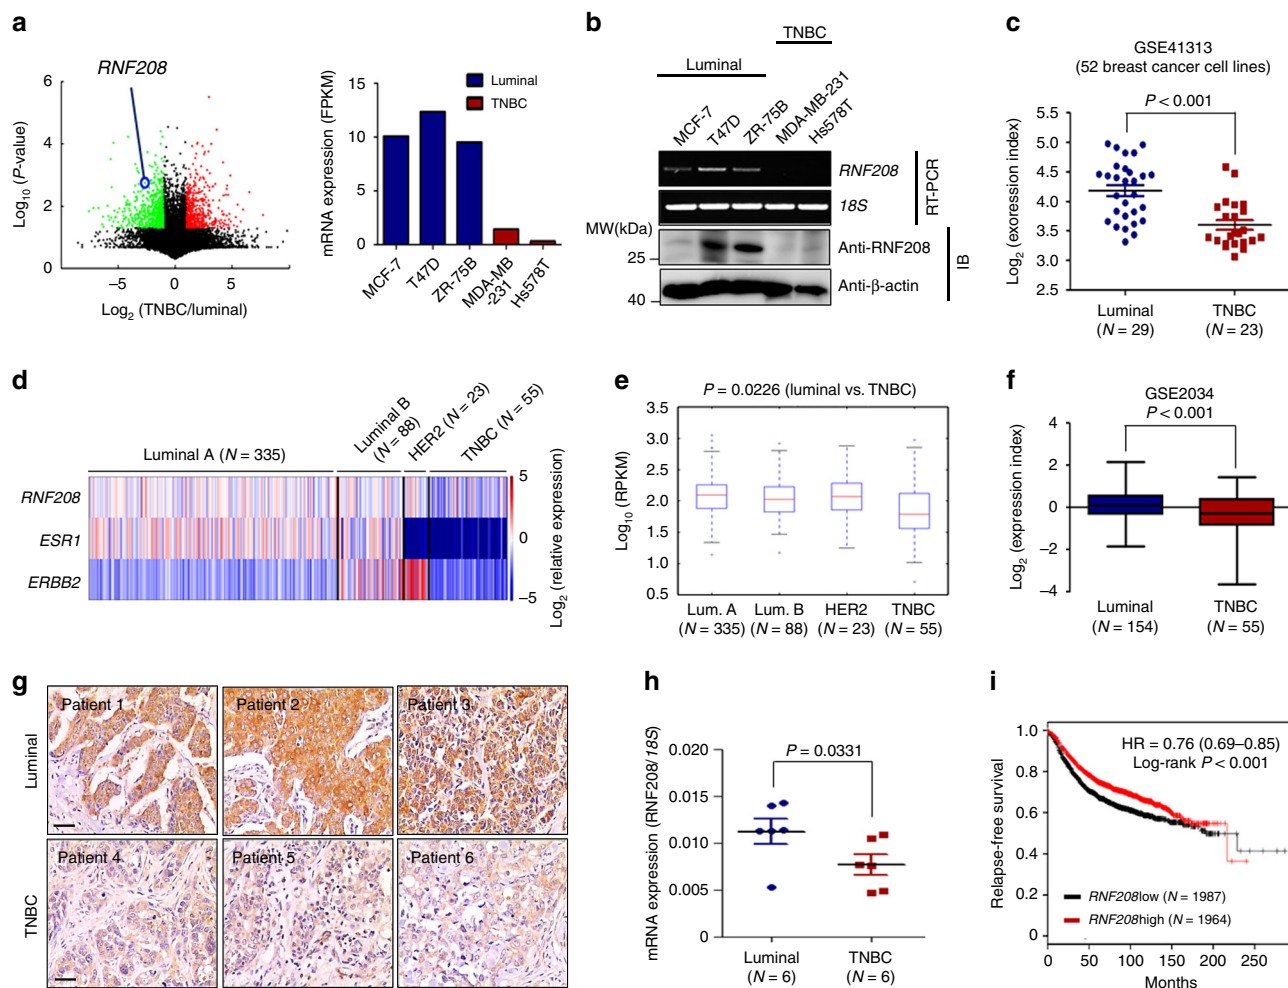 a
RNF208
Log10 (P-value)
6
4
2
0
−5
0
5
Log2 (TNBC/luminal)
mRNA expression (FPKM)
15
10
5
0
Luminal
TNBC
MCF-7
T47D
ZR-75B
MDA-MB
-231
Hs578T
b
TNBC
Luminal
MCF-7
T47D
ZR-75B
MDA-MB-231
Hs578T
RNF208
18S
RT-PCR
MW(kDa)
25
Anti-RNF208
40
Anti-β-actin
IB
c
GSE41313
(52 breast cancer cell lines)
P < 0.001
Log2 (exoression index)
5.5
5.0
4.5
4.0
3.5
3.0
2.5
Luminal
(N = 29)
TNBC
(N = 23)
d
Luminal A (N = 335)
Luminal B
(N = 88)
HER2 (N = 23)
TNBC (N = 55)
RNF208
ESR1
ERBB2
5
0
−5
Log2 (relative expression)
e
P = 0.0226 (luminal vs. TNBC)
Log10 (RPKM)
3.5
3.0
2.5
2.0
1.5
1.0
0.5
Lum. A
(N = 335)
Lum. B
(N = 88)
HER2
(N = 23)
TNBC
(N = 55)
f
GSE2034
P < 0.001
Log2 (expression index)
4
2
0
−2
−4
Luminal
(N = 154)
TNBC
(N = 55)
g
Luminal
Patient 1
Patient 2
Patient 3
TNBC
Patient 4
Patient 5
Patient 6
h
mRNA expression (RNF208/18S)
P = 0.0331
0.020
0.015
0.010
0.005
0
Luminal
(N = 6)
TNBC
(N = 6)
i
Relapse-free survival
1.0
0.8
0.6
0.4
0.2
0
HR = 0.76 (0.69–0.85)
Log-rank P < 0.001
RNF208low (N = 1987)
RNF208high (N = 1964)
0
50
100
150
200
250
Months